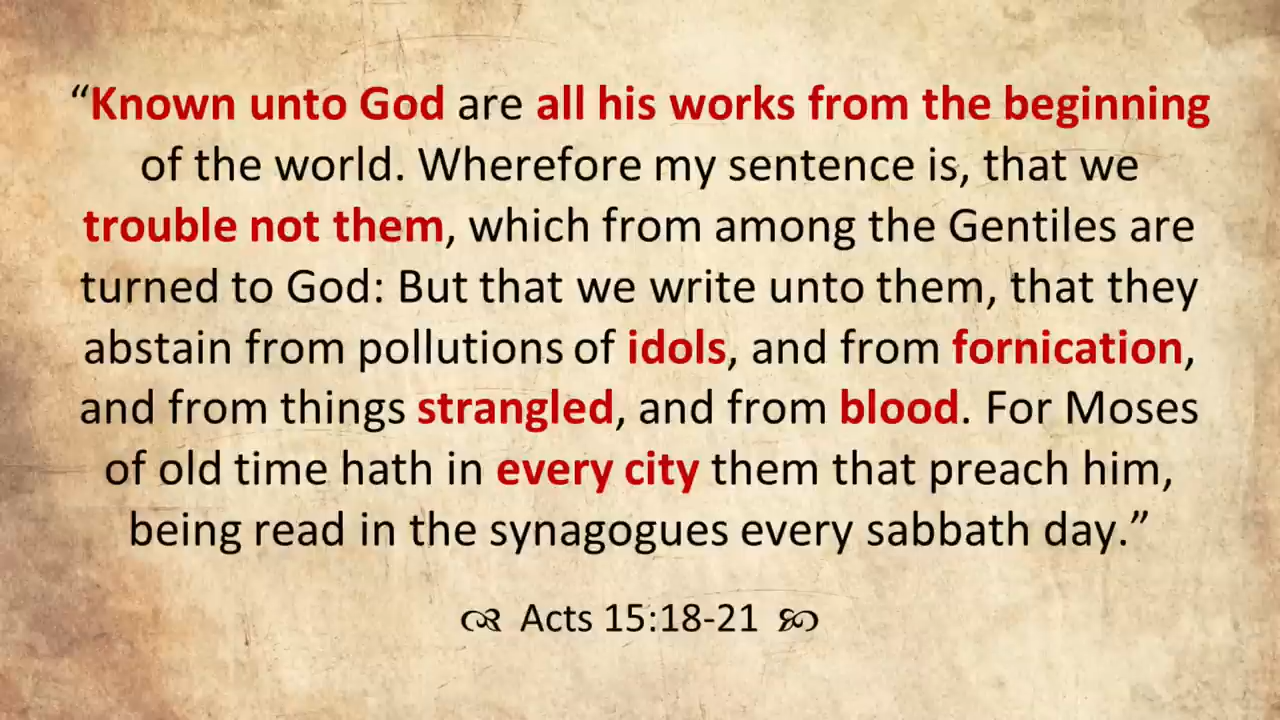 “Known unto God are all his works from the beginning
of the world. Wherefore my sentence is, that we
trouble not them, which from among the Gentiles are
turned to God: But that we write unto them, that they
abstain from pollutions of idols, and from fornication,
and from things strangled, and from blood. For Moses
of old time hath in every city them that preach him,
being read in the synagogues every sabbath day.”
Acts 15:18-21